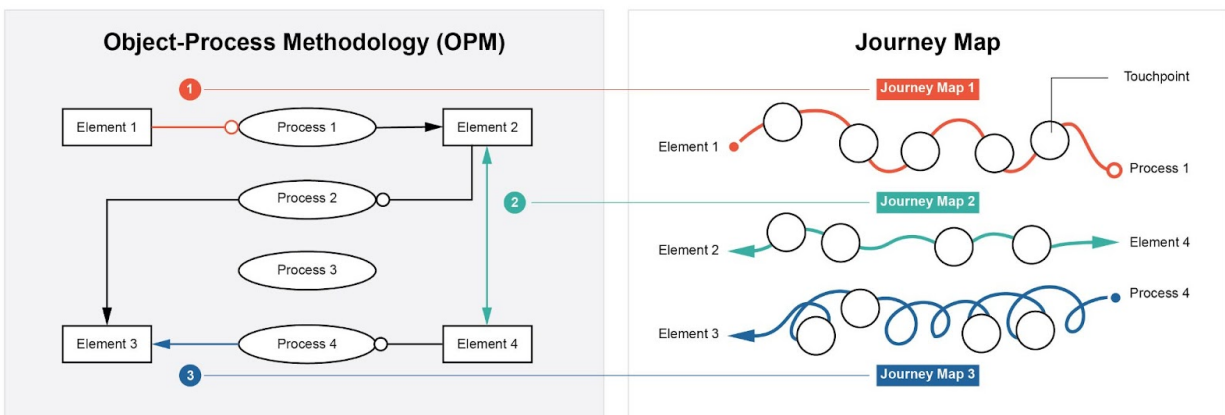 Object-Process Methodology (OPM)
1
Element 1
Process 1
Element 2
Process 2
2
Process 3
Element 3
Process 4
Element 4
3
Journey Map
Journey Map 1
Touchpoint
Element 1
Process 1
Journey Map 2
Element 2
Element 4
Process 4
Element 3
Journey Map 3